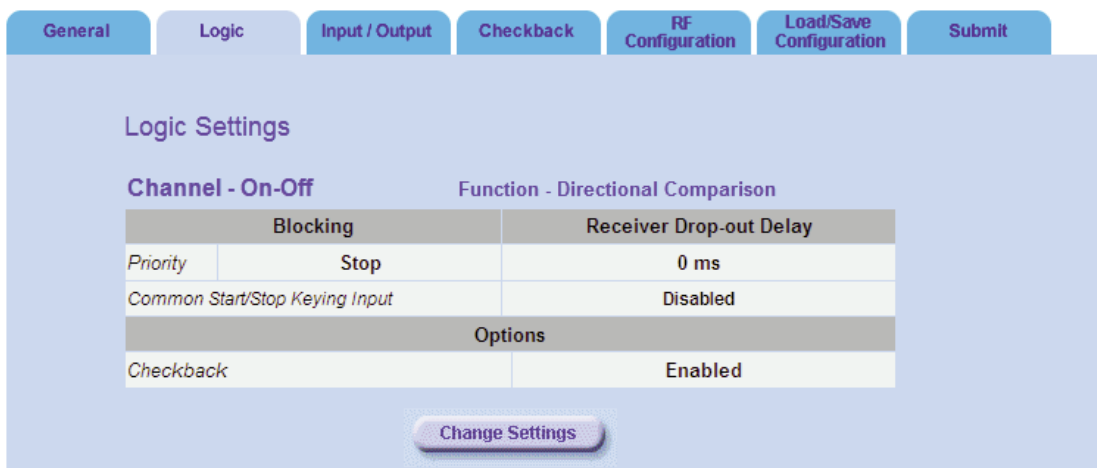 General Logic Input / Output Checkback RF Configuration Load/Save Configuration Submit
Logic Settings
Channel - On-Off Function - Directional Comparison
Blocking Receiver Drop-out Delay
Priority Stop 0 ms
Common Start/Stop Keying Input Disabled
Options
Checkback Enabled
Change Settings